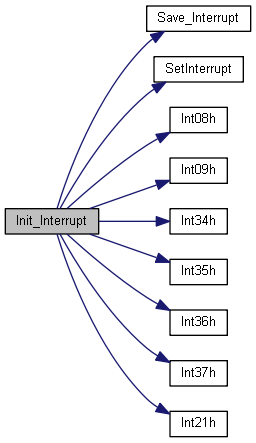 Save_Interrupt
SetInterrupt
Int08h
Int09h
Init_Interrupt
Int34h
Int35h
Int36h
Int37h
Int21h